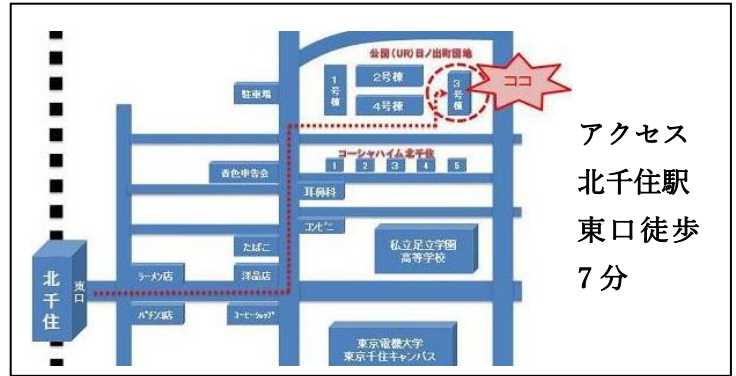 公園(UR)日ノ出町団地
1号棟
2号棟
4号棟
3号棟
ココ
駐車場
コーシャハイム北千住
1 2 3 4 5
青色申告会
耳鼻科
コンビニ
たばこ
私立足立学園
高等学校
北千住
東口
ラーメン店
洋品店
パチンコ店
コーヒーショップ
東京電機大学
東京千住キャンパス
アクセス
北千住駅
東口徒歩
7分